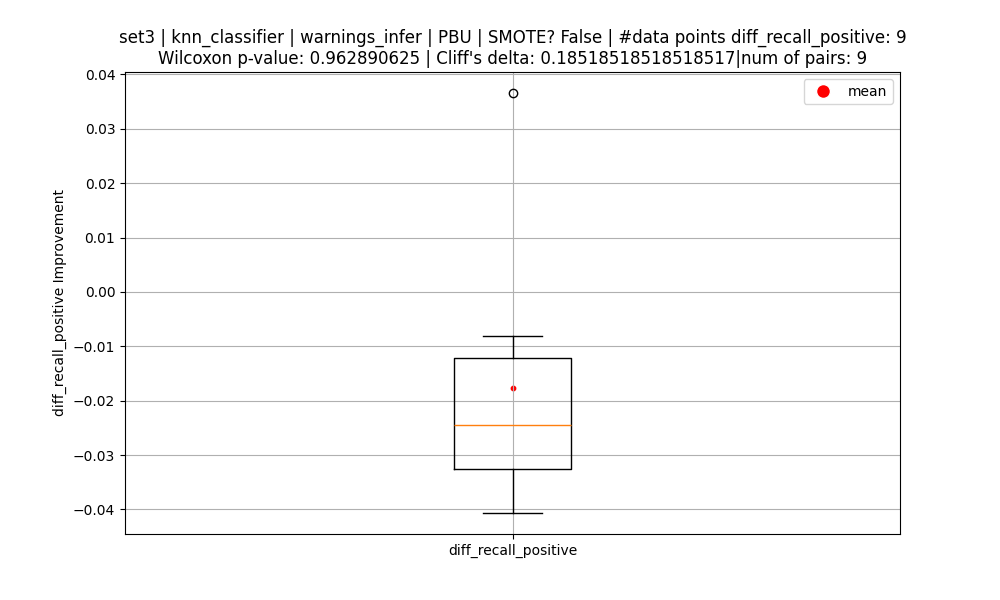 set3 | knn_classifier | warnings_infer | PBU | SMOTE? False | #data points diff_recall_positive: 9
Wilcoxon p-value: 0.962890625 | Cliff's delta: 0.18518518518518517|num of pairs: 9
mean
0.04
0.03
0.02
0.01
0.00
−0.01
−0.02
−0.03
−0.04
diff_recall_positive Improvement
diff_recall_positive